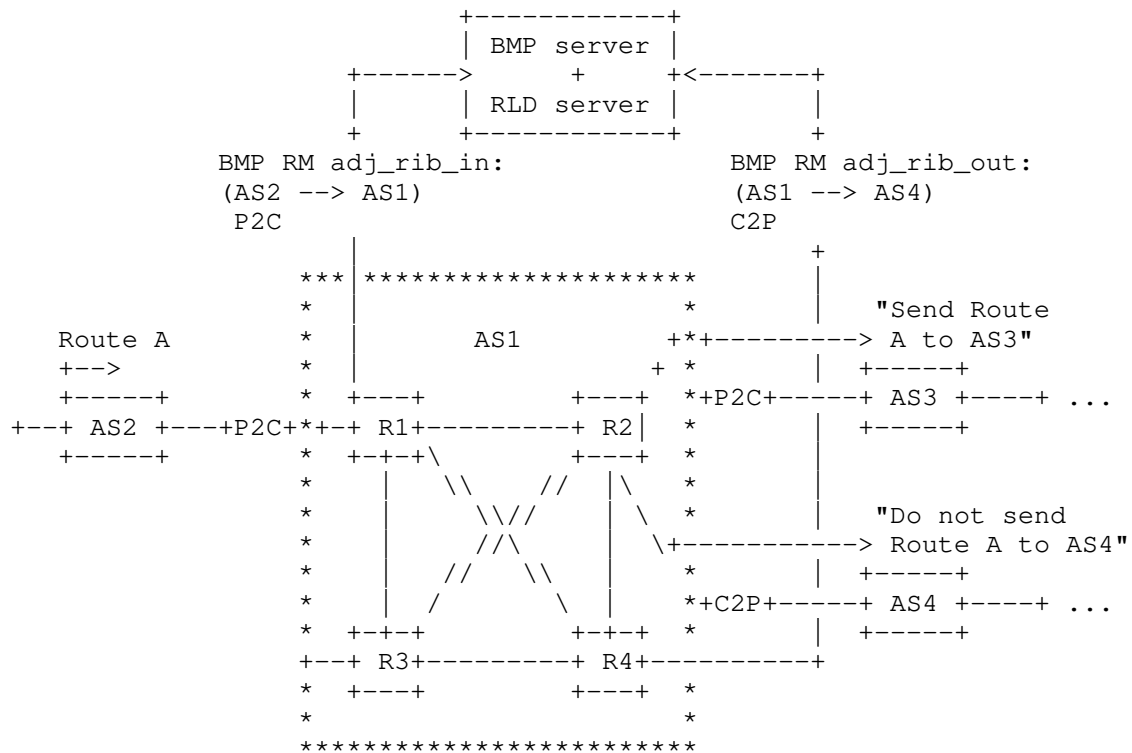 BMP server
+
RLD server
BMP RM adj_rib_in: BMP RM adj_rib_out:
(AS2 --> AS1) (AS1 --> AS4)
P2C C2P
"Send Route
Route A AS1 A to AS3"
P2C AS3 ...
AS2 P2C R1 R2
"Do not send
Route A to AS4"
C2P AS4 ...
R3 R4